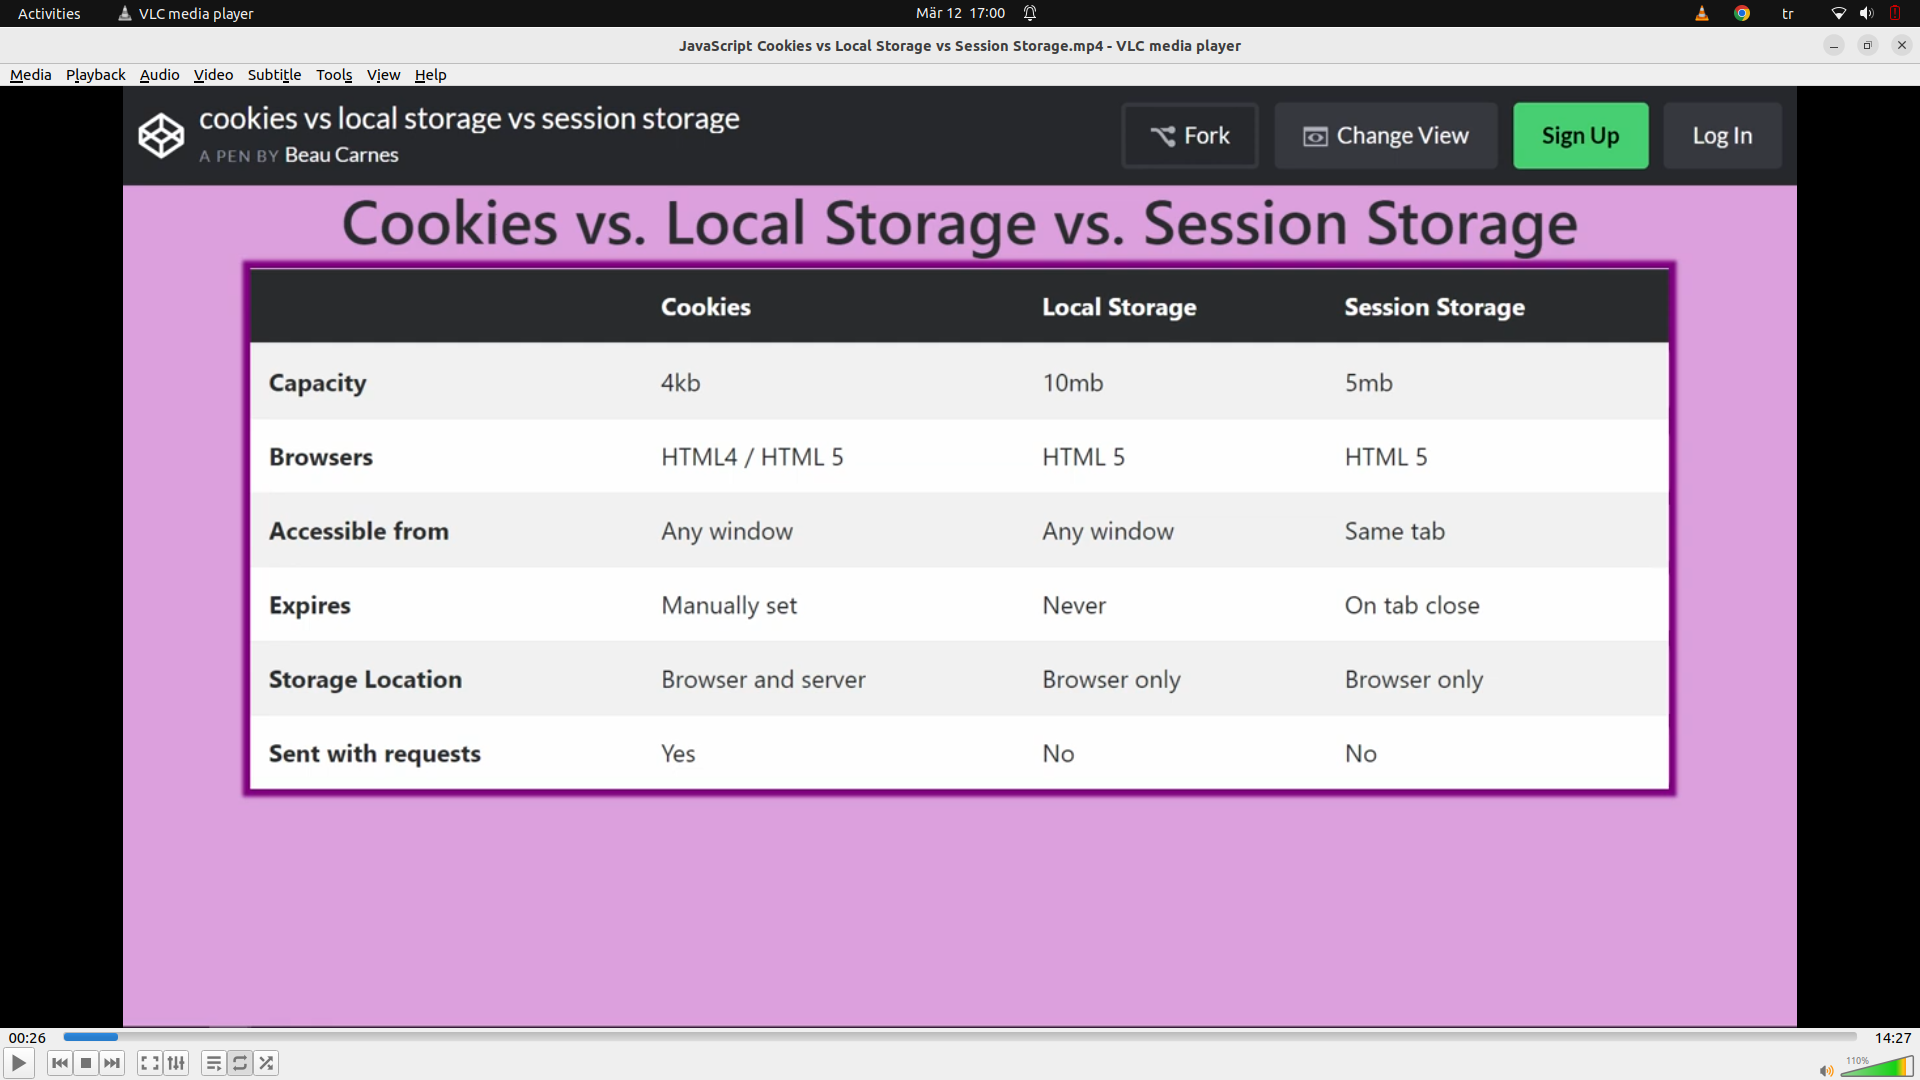 Activities VLC media player Mär 12 17:00 tr
JavaScript Cookies vs Local Storage vs Session Storage.mp4 - VLC media player
Media Playback Audio Video Subtitle Tools View Help
cookies vs local storage vs session storage
A PEN BY Beau Carnes
Fork Change View Sign Up Log In
Cookies vs. Local Storage vs. Session Storage
Cookies Local Storage Session Storage
Capacity 4kb 10mb 5mb
Browsers HTML4 / HTML 5 HTML 5 HTML 5
Accessible from Any window Any window Same tab
Expires Manually set Never On tab close
Storage Location Browser and server Browser only Browser only
Sent with requests Yes No No
00:26 14:27
110%